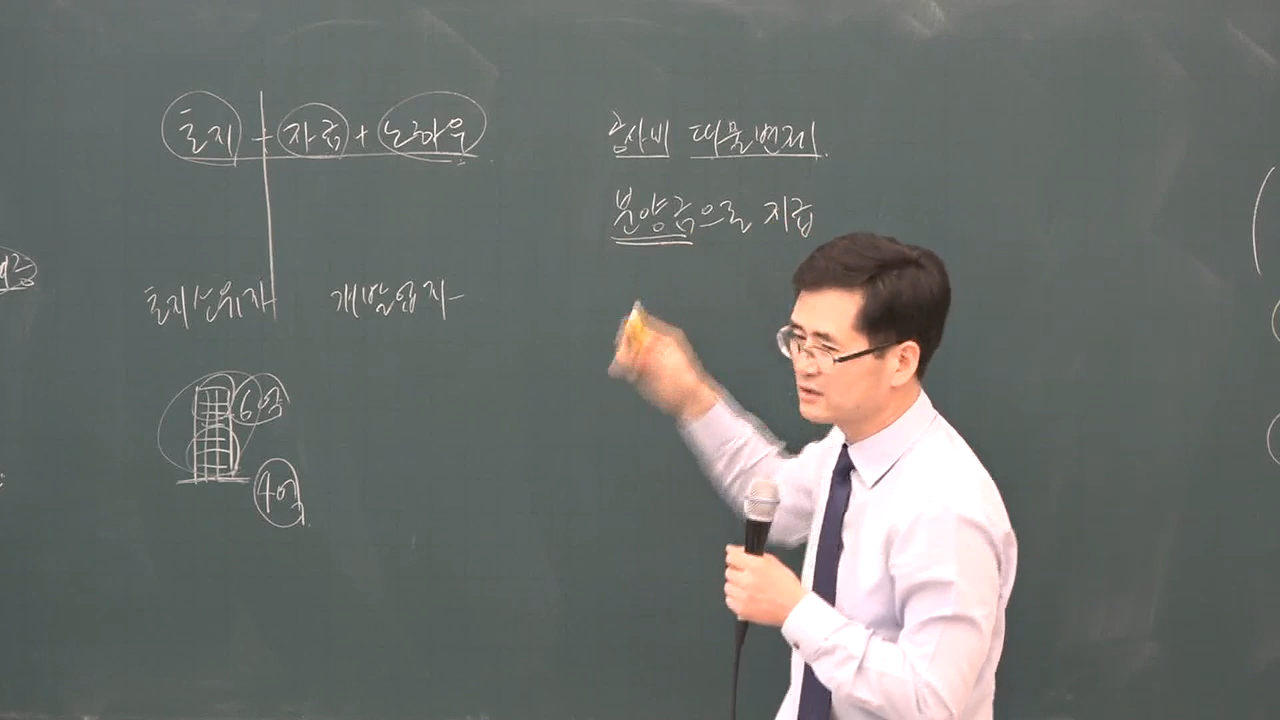 토지 - 자금 + 노하우
토지소유자 개발업자
6억
4억
공사비 대물변제
분양금으로 지급